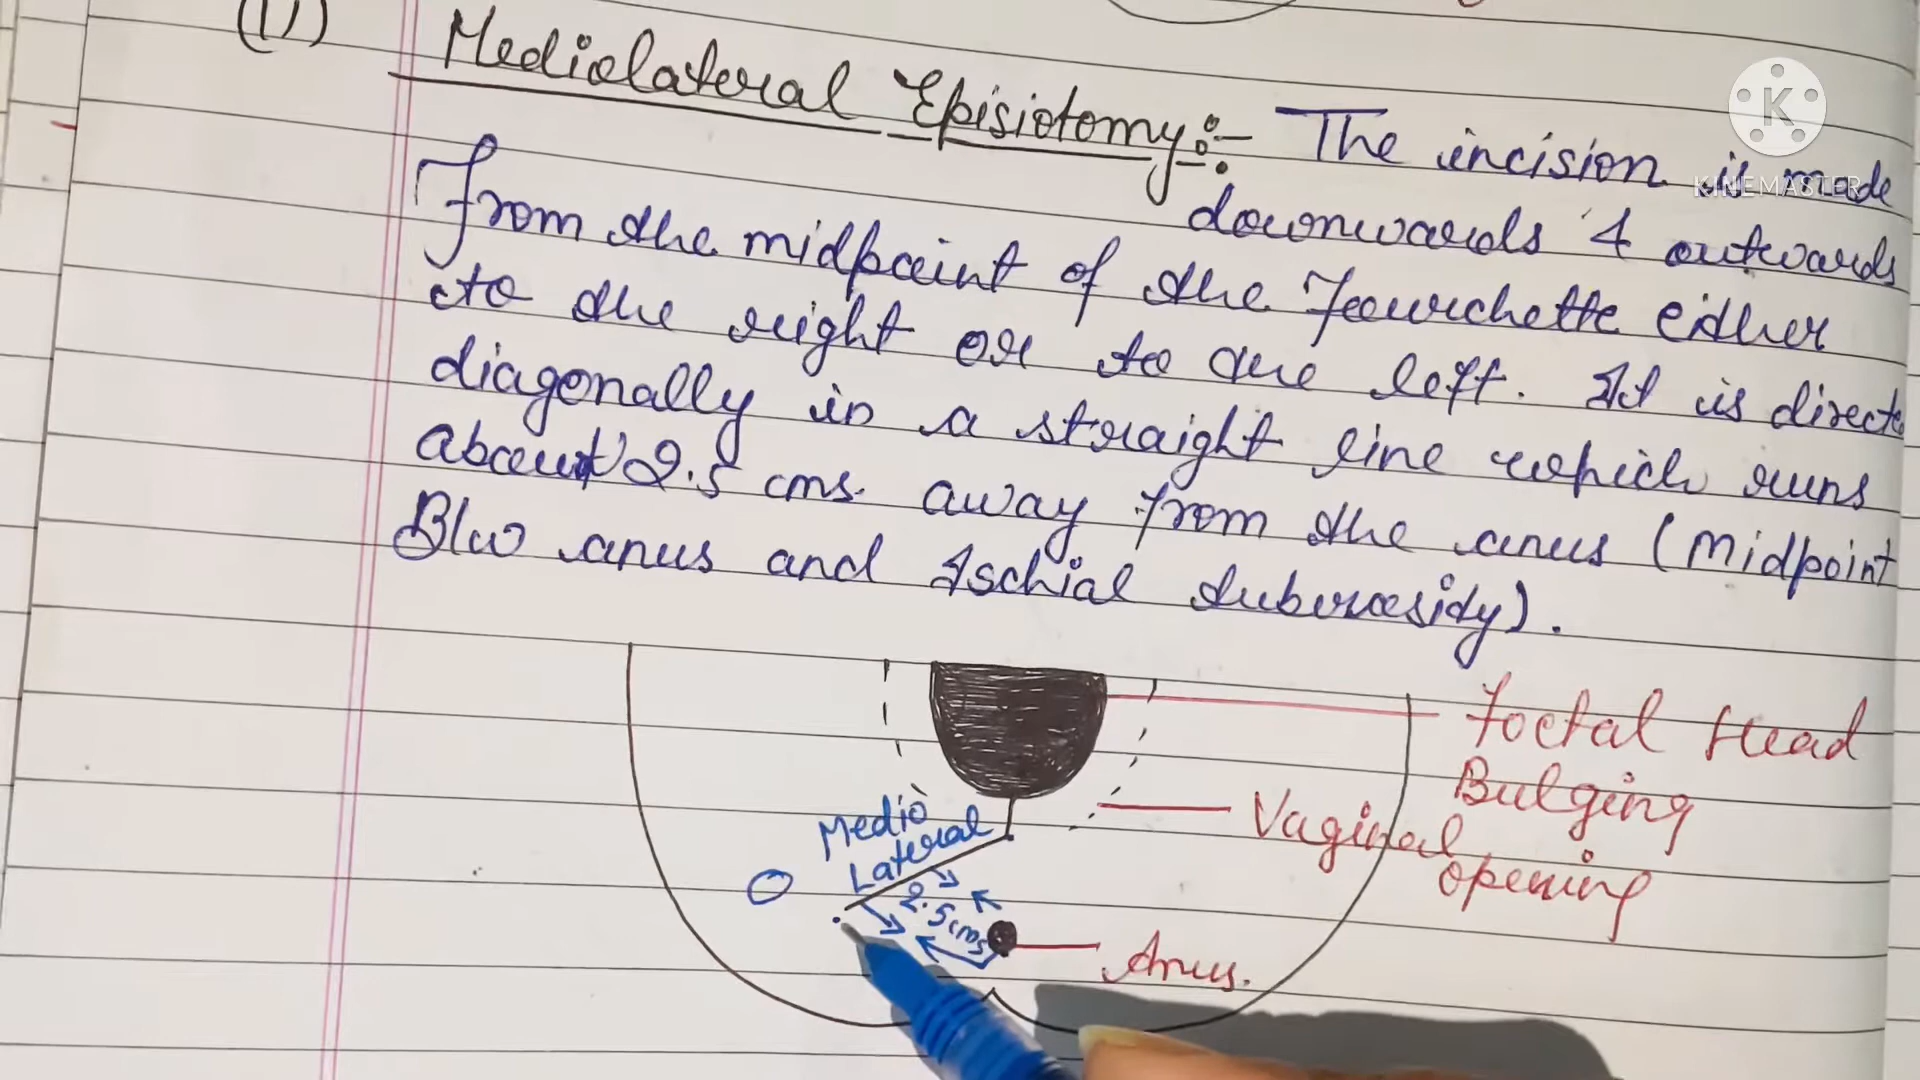 (1)
Mediolateral Episiotomy:- The incision is made
downwards & outwards
from the midpoint of the Fourchette either
to the right or to the left. It is directe
diagonally in a straight line which runs
about 2.5 cms. away from the anus (midpoint
B/w anus and Ischial tuberosity).
Foetal Head
Bulging
Vaginal
opening
Medio
Lateral
2.5cms
Anus.
K
KINEMASTER